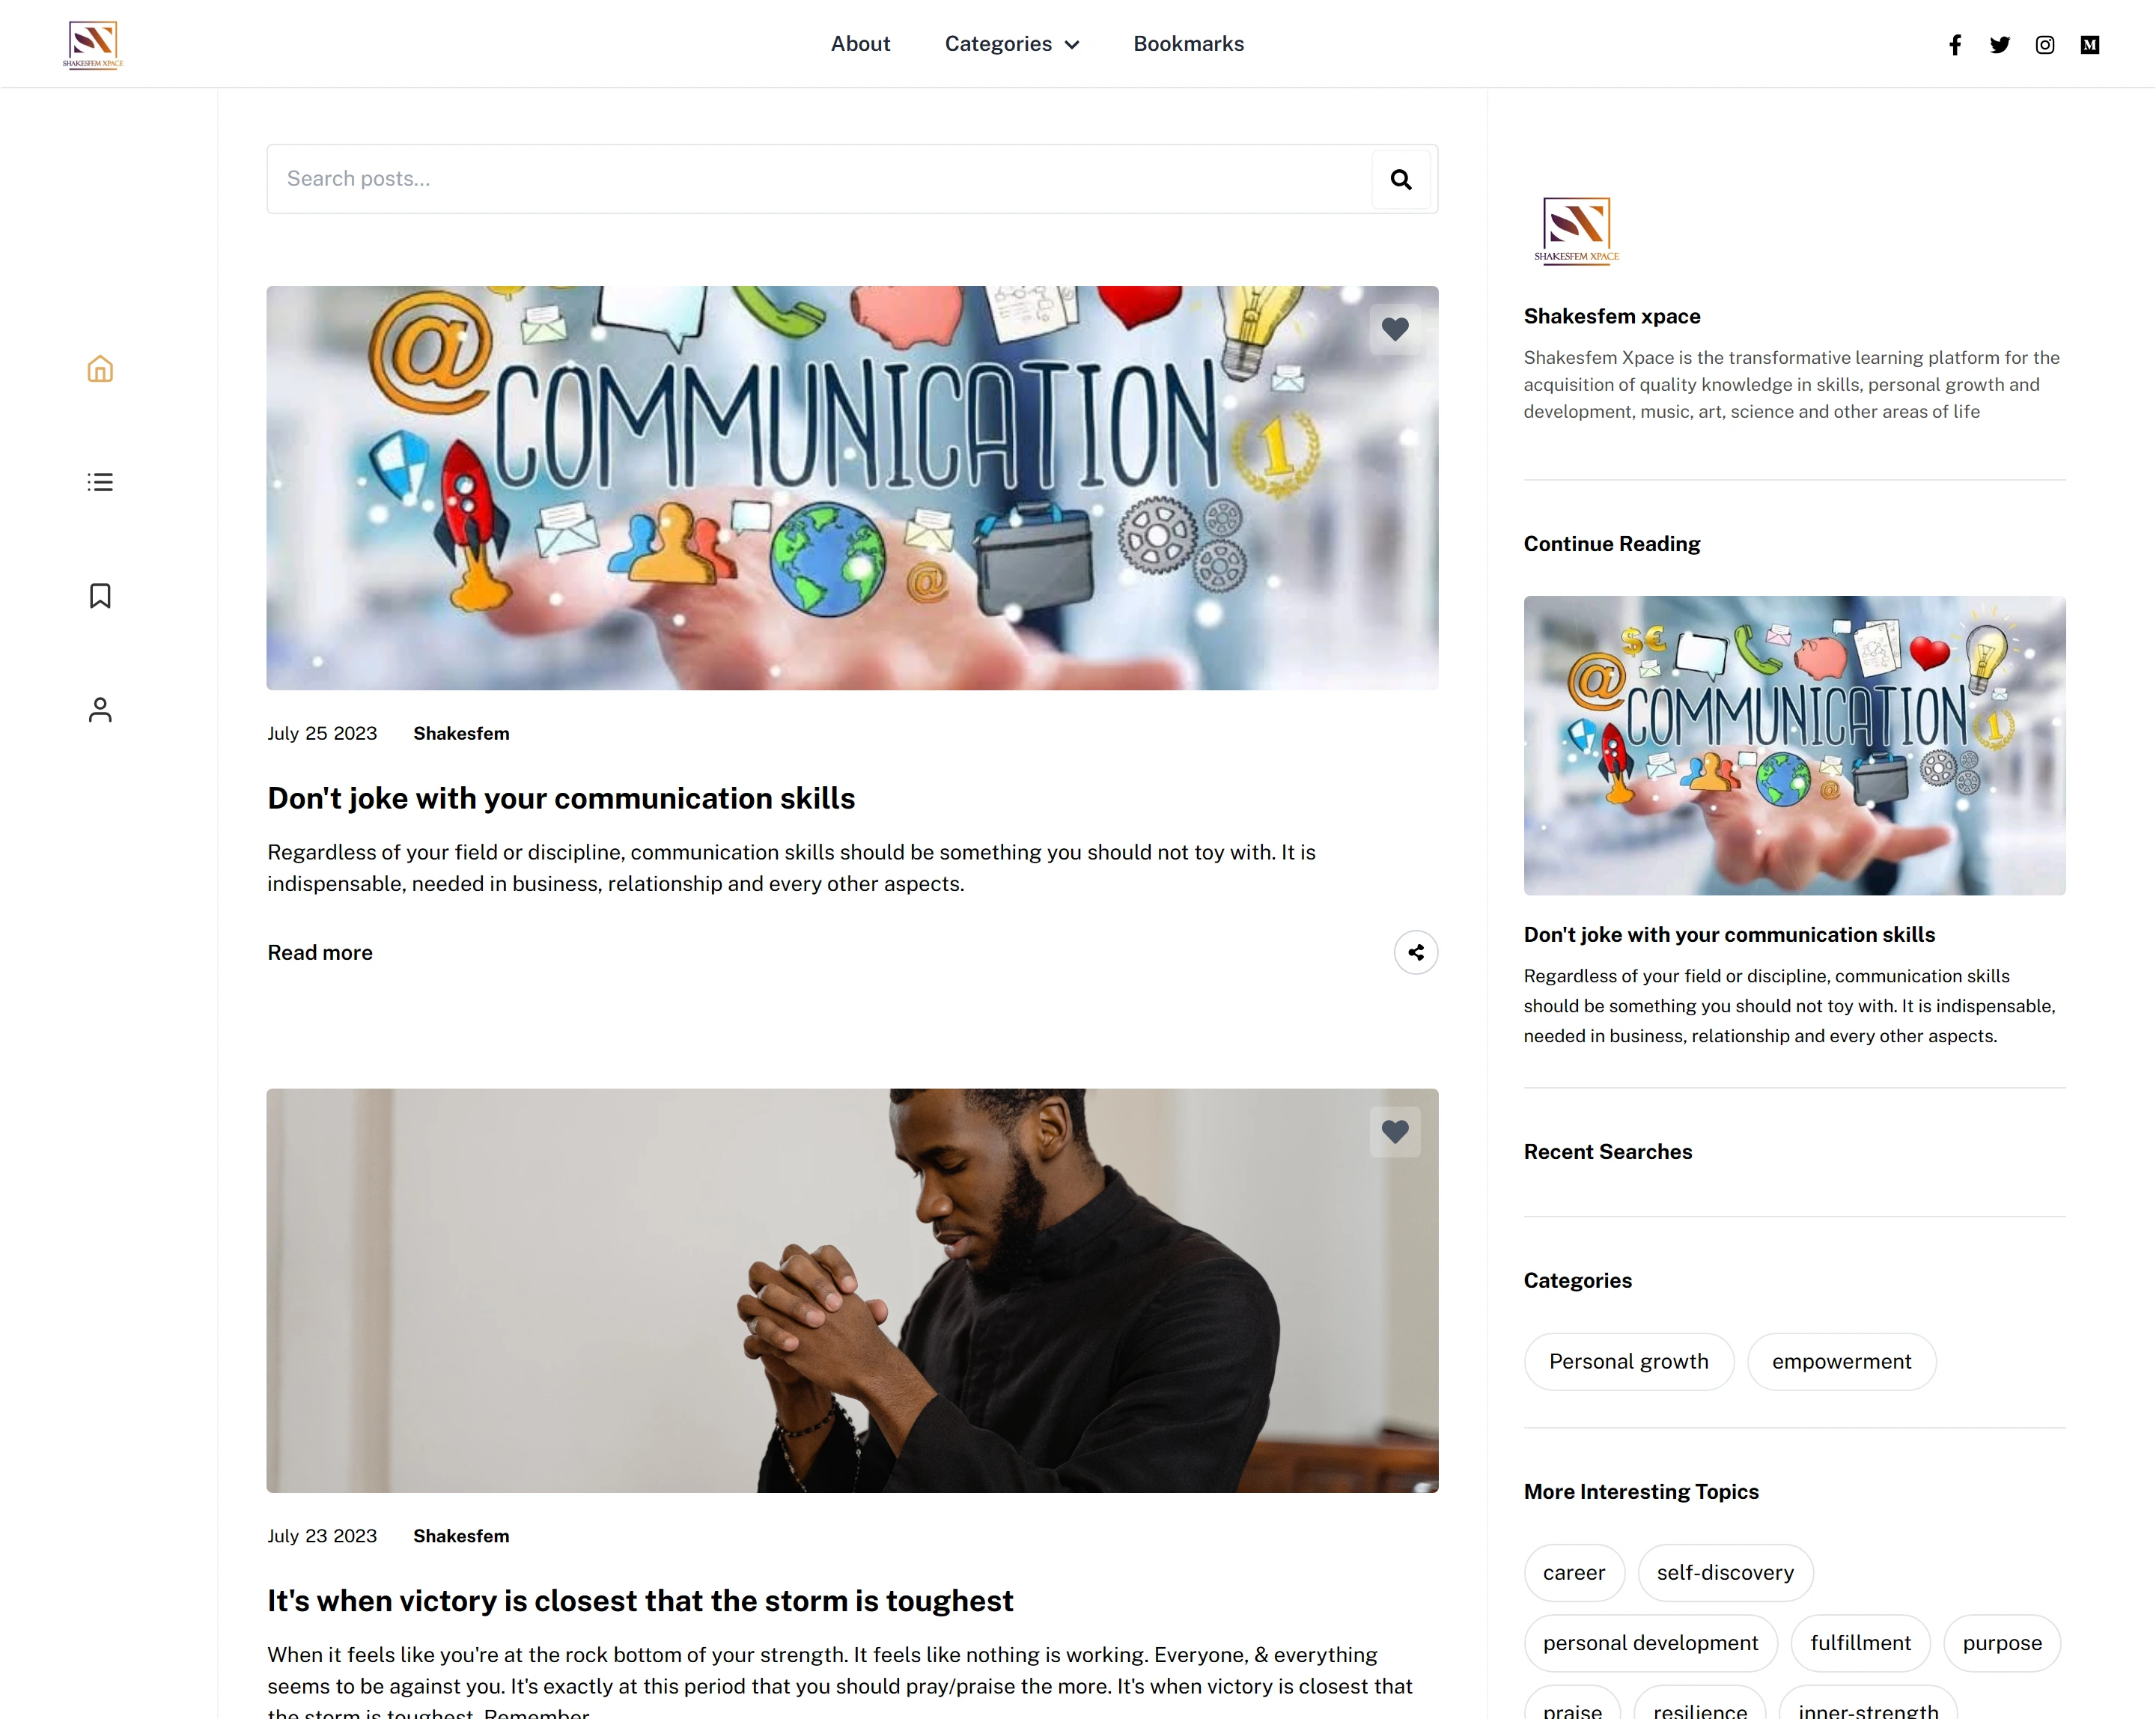 SHAKESFEM XPACE
About
Categories
Bookmarks
Search posts...
COMMUNICATION
July 25 2023 Shakesfem
Don't joke with your communication skills
Regardless of your field or discipline, communication skills should be something you should not toy with. It is
indispensable, needed in business, relationship and every other aspects.
Read more
July 23 2023 Shakesfem
It's when victory is closest that the storm is toughest
When it feels like you're at the rock bottom of your strength. It feels like nothing is working. Everyone, & everything
seems to be against you. It's exactly at this period that you should pray/praise the more. It's when victory is closest that
the storm is toughest. Remember
SHAKESFEM XPACE
Shakesfem xpace
Shakesfem Xpace is the transformative learning platform for the
acquisition of quality knowledge in skills, personal growth and
development, music, art, science and other areas of life
Continue Reading
COMMUNICATION
Don't joke with your communication skills
Regardless of your field or discipline, communication skills
should be something you should not toy with. It is indispensable,
needed in business, relationship and every other aspects.
Recent Searches
Categories
Personal growth empowerment
More Interesting Topics
career self-discovery
personal development fulfillment purpose
praise resilience inner-strength